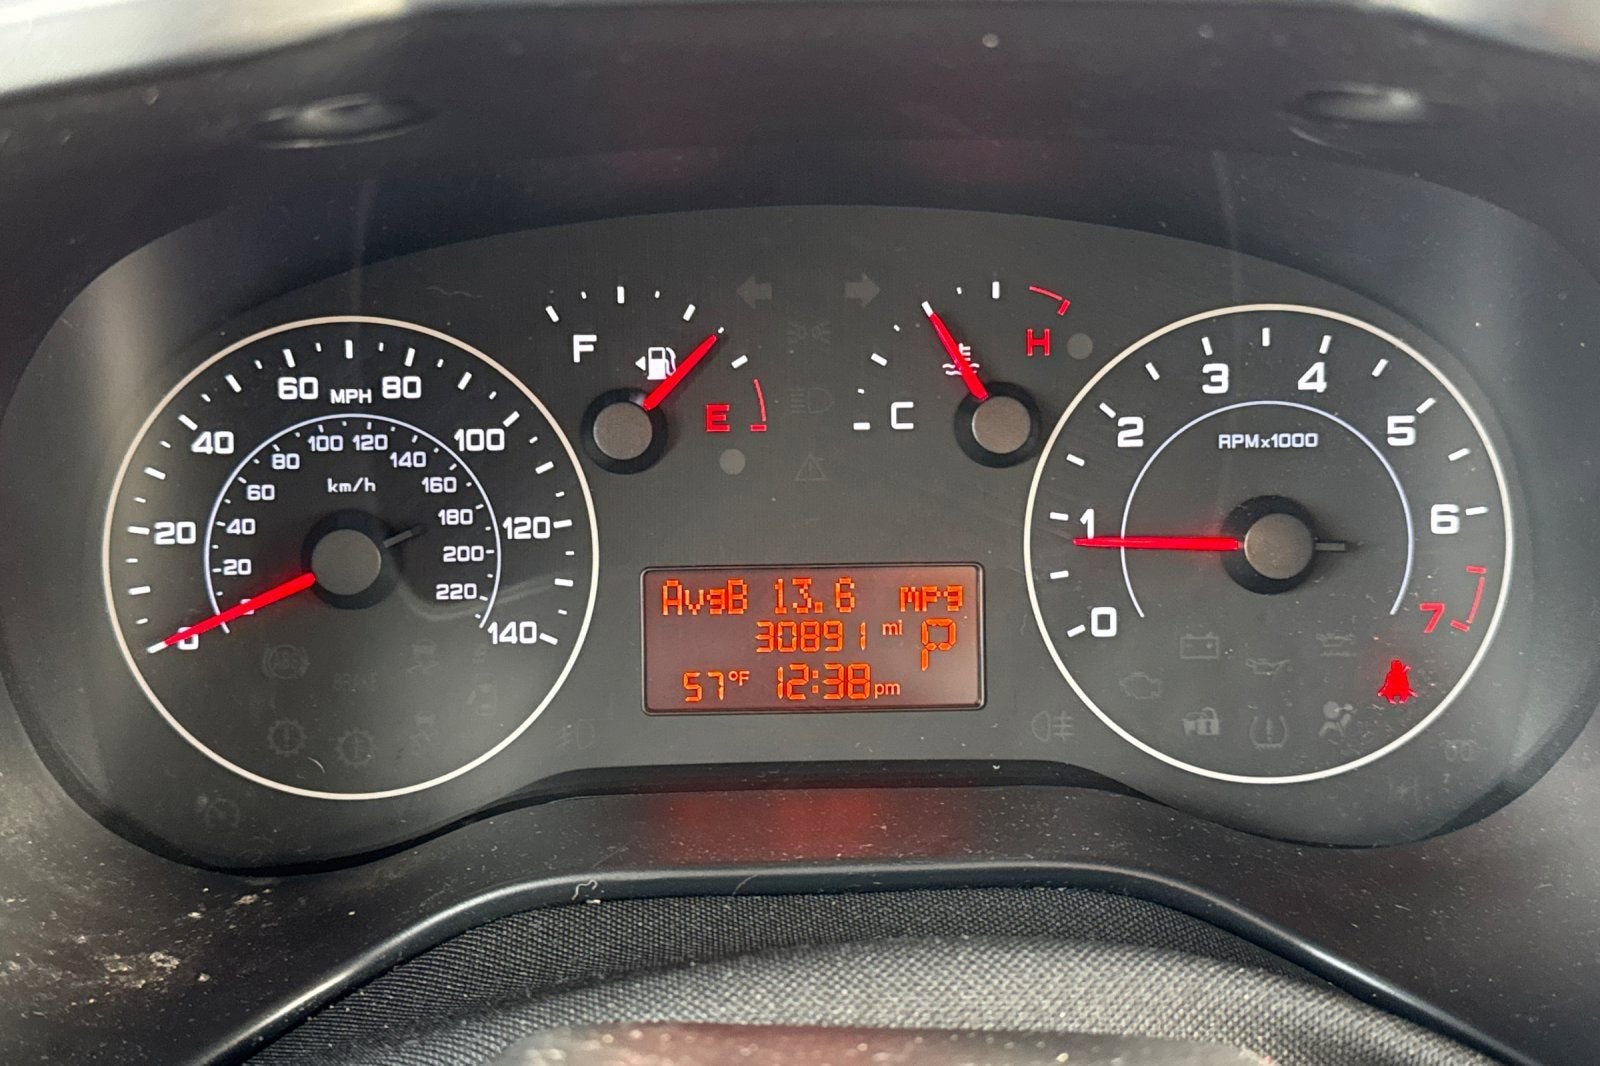 0 20 40 60 MPH 80 100 120 140
20 40 60 80 100 120 140 160 180 200 220
km/h
F E
C H
0 1 2 3 4 5 6 7
RPMx1000
AvgB 13.6 mpg
30891 mi P
57°F 12:38 pm